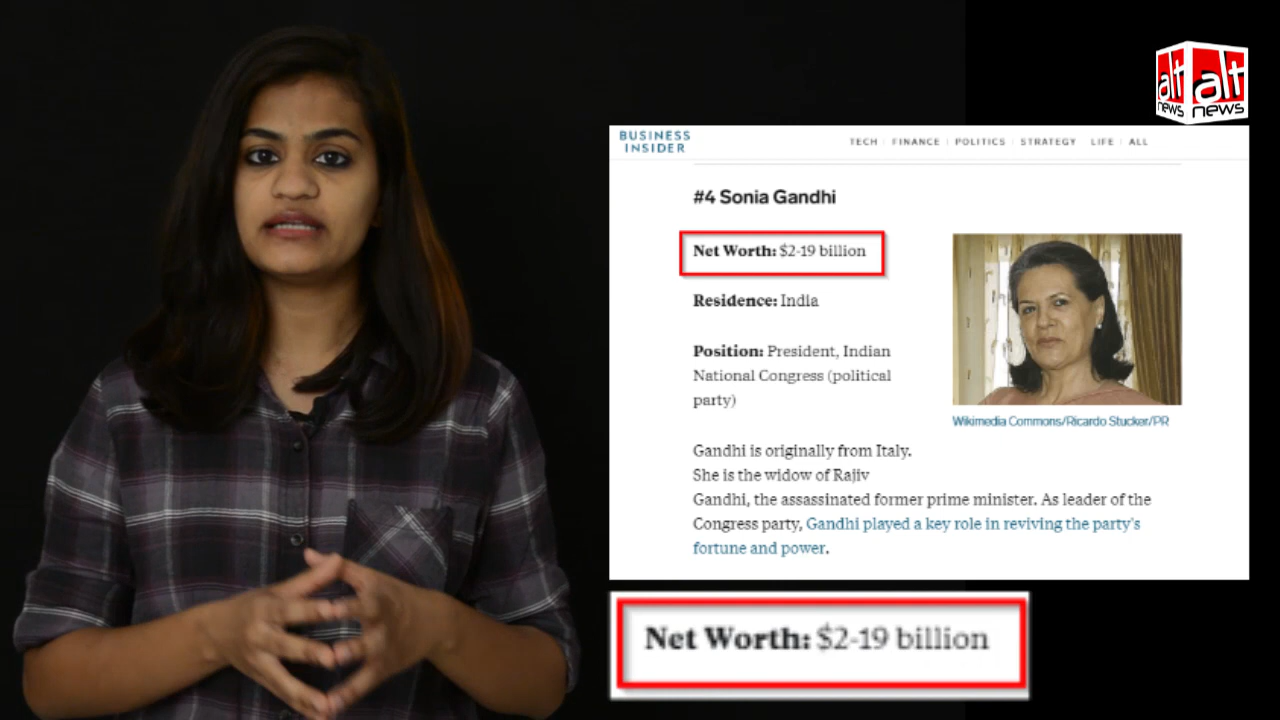 alt news
alt news
BUSINESS INSIDER
TECH | FINANCE | POLITICS | STRATEGY LIFE | ALL
#4 Sonia Gandhi
Net Worth: $2-19 billion
Residence: India
Position: President, Indian
National Congress (political
party)
Wikimedia Commons/Ricardo Stucker/PR
Gandhi is originally from Italy.
She is the widow of Rajiv
Gandhi, the assassinated former prime minister. As leader of the
Congress party, Gandhi played a key role in reviving the party's
fortune and power.
Net Worth: $2-19 billion